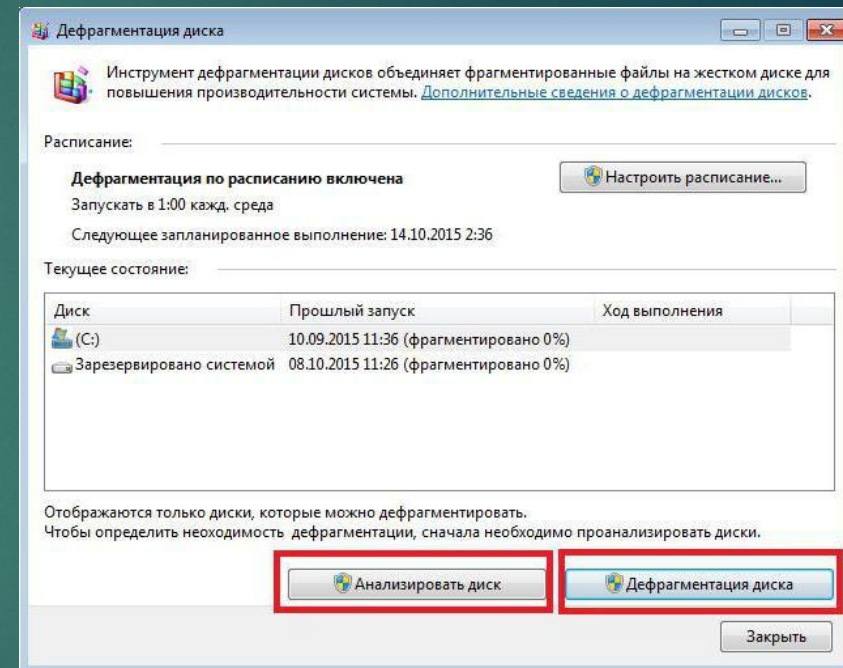 Дефрагментация диска
Инструмент дефрагментации дисков объединяет фрагментированные файлы на жестком диске для
повышения производительности системы. Дополнительные сведения о дефрагментации дисков.
Расписание:
Дефрагментация по расписанию включена
Настроить расписание...
Запускать в 1:00 кажд. среда
Следующее запланированное выполнение: 14.10.2015 2:36
Текущее состояние:
Диск Прошлый запуск Ход выполнения
(C:) 10.09.2015 11:36 (фрагментировано 0%)
Зарезервировано системой 08.10.2015 11:26 (фрагментировано 0%)
Отображаются только диски, которые можно дефрагментировать.
Чтобы определить неоходимость дефрагментации, сначала необходимо проанализировать диски.
Анализировать диск Дефрагментация диска
Закрыть